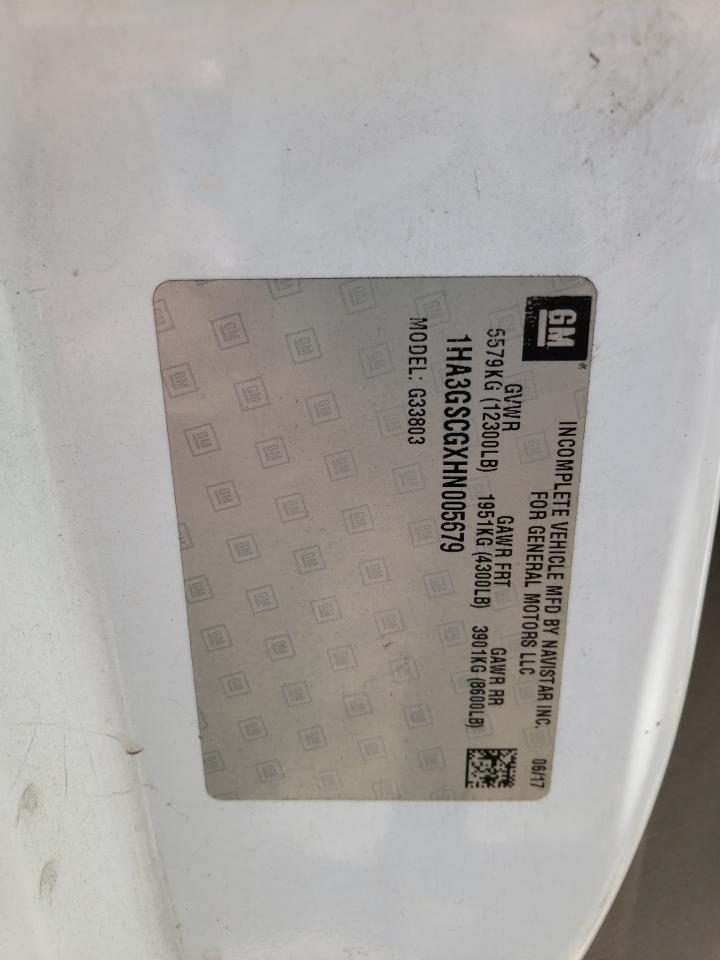 GM
INCOMPLETE VEHICLE MFD BY NAVISTAR INC.
FOR GENERAL MOTORS LLC
06/17
GVWR GAWR FRT GAWR RR
5579KG (12300LB) 1951KG (4300LB) 3901KG (8600LB)
1HA3GSCGXHN005679
MODEL: G33803